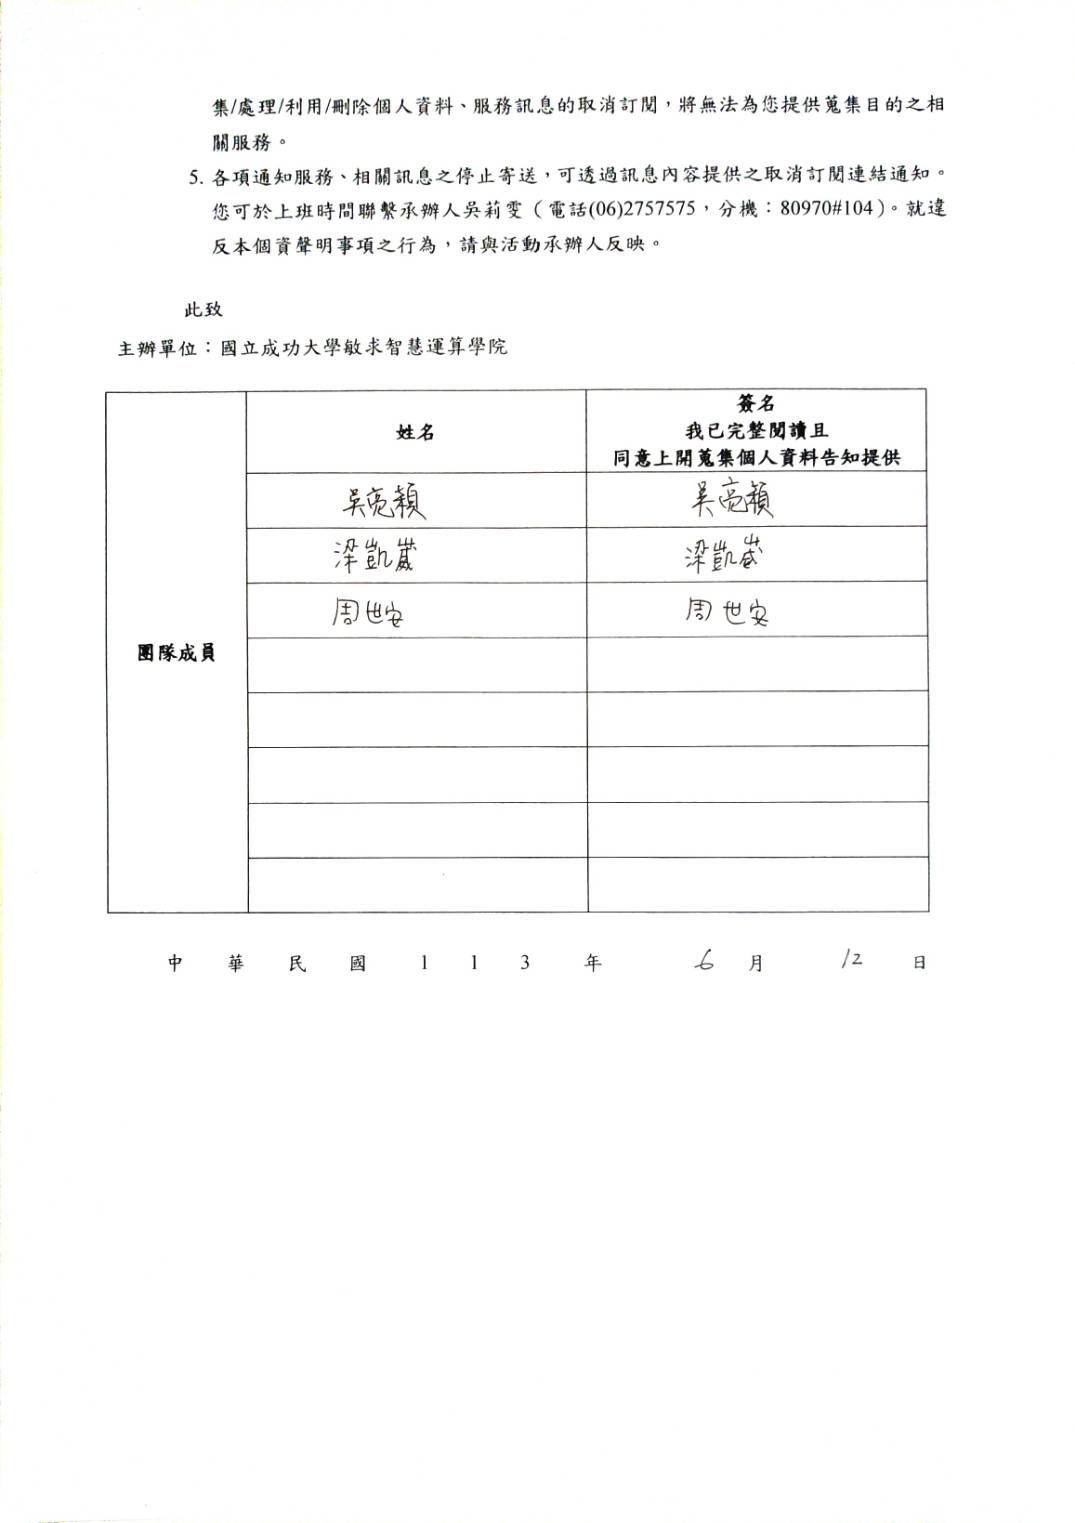 集/處理/利用/刪除個人資料、服務訊息的取消訂閱，將無法為您提供蒐集目的之相
關服務。
5. 各項通知服務、相關訊息之停止寄送，可透過訊息內容提供之取消訂閱連結通知。
您可於上班時間聯繫承辦人吳莉雯（電話(06)2757575，分機：80970#104）。就違
反本個資聲明事項之行為，請與活動承辦人反映。
此致
主辦單位：國立成功大學敏求智慧運算學院
團隊成員
姓名
簽名
我已完整閱讀且
同意上開蒐集個人資料告知提供
吳亮穎 吳亮穎
梁凱崴 梁凱崴
周世安 周世安
中華民國113年 6月 12日